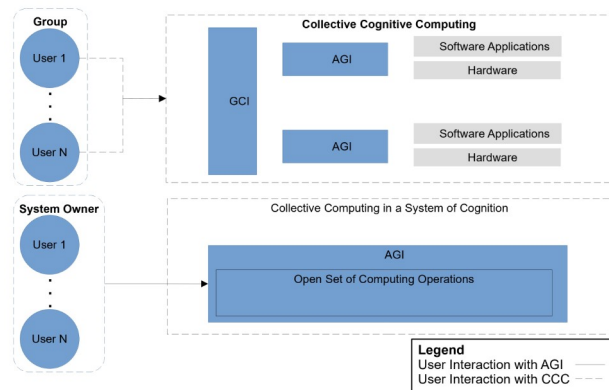 Group
User 1
User N
Collective Cognitive Computing
GCI
AGI
Software Applications
Hardware
AGI
Software Applications
Hardware
System Owner
User 1
User N
Collective Computing in a System of Cognition
AGI
Open Set of Computing Operations
Legend
User Interaction with AGI
User Interaction with CCC